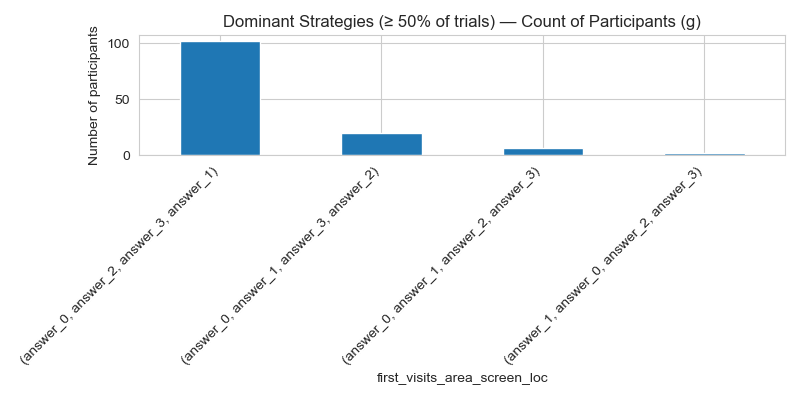 Dominant Strategies (≥ 50% of trials) — Count of Participants (g)
Number of participants
100
50
0
(answer_0, answer_2, answer_3, answer_1)
(answer_0, answer_1, answer_3, answer_2)
(answer_0, answer_1, answer_2, answer_3)
(answer_1, answer_0, answer_2, answer_3)
first_visits_area_screen_loc